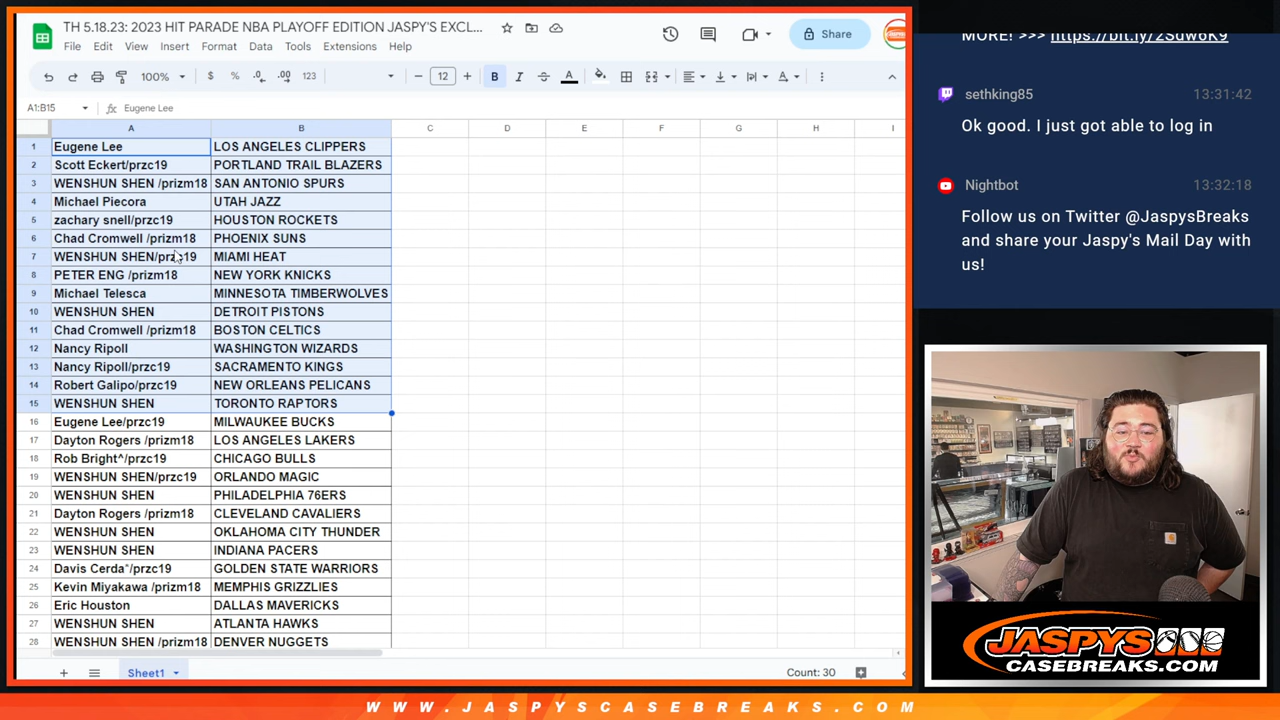 TH 5.18.23: 2023 HIT PARADE NBA PLAYOFF EDITION JASPY'S EXCL...
File Edit View Insert Format Data Tools Extensions Help
Share
100% $ % .0 .00 123 12 B I A
A1:B15 fx Eugene Lee
A B C D E F G H I
1 Eugene Lee LOS ANGELES CLIPPERS
2 Scott Eckert/przc19 PORTLAND TRAIL BLAZERS
3 WENSHUN SHEN /prizm18 SAN ANTONIO SPURS
4 Michael Piecora UTAH JAZZ
5 zachary snell/przc19 HOUSTON ROCKETS
6 Chad Cromwell /prizm18 PHOENIX SUNS
7 WENSHUN SHEN/przc19 MIAMI HEAT
8 PETER ENG /prizm18 NEW YORK KNICKS
9 Michael Telesca MINNESOTA TIMBERWOLVES
10 WENSHUN SHEN DETROIT PISTONS
11 Chad Cromwell /prizm18 BOSTON CELTICS
12 Nancy Ripoll WASHINGTON WIZARDS
13 Nancy Ripoll/przc19 SACRAMENTO KINGS
14 Robert Galipo/przc19 NEW ORLEANS PELICANS
15 WENSHUN SHEN TORONTO RAPTORS
16 Eugene Lee/przc19 MILWAUKEE BUCKS
17 Dayton Rogers /prizm18 LOS ANGELES LAKERS
18 Rob Bright^/przc19 CHICAGO BULLS
19 WENSHUN SHEN/przc19 ORLANDO MAGIC
20 WENSHUN SHEN PHILADELPHIA 76ERS
21 Dayton Rogers /prizm18 CLEVELAND CAVALIERS
22 WENSHUN SHEN OKLAHOMA CITY THUNDER
23 WENSHUN SHEN INDIANA PACERS
24 Davis Cerda^/przc19 GOLDEN STATE WARRIORS
25 Kevin Miyakawa /prizm18 MEMPHIS GRIZZLIES
26 Eric Houston DALLAS MAVERICKS
27 WENSHUN SHEN ATLANTA HAWKS
28 WENSHUN SHEN /prizm18 DENVER NUGGETS
Sheet1
Count: 30
MORE! >>> https://bit.ly/2Sdw6K9
sethking85 13:31:42
Ok good. I just got able to log in
Nightbot 13:32:18
Follow us on Twitter @JaspysBreaks
and share your Jaspy's Mail Day with
us!
JASPYS
CASEBREAKS.COM
WWW.JASPYSCASEBREAKS.COM